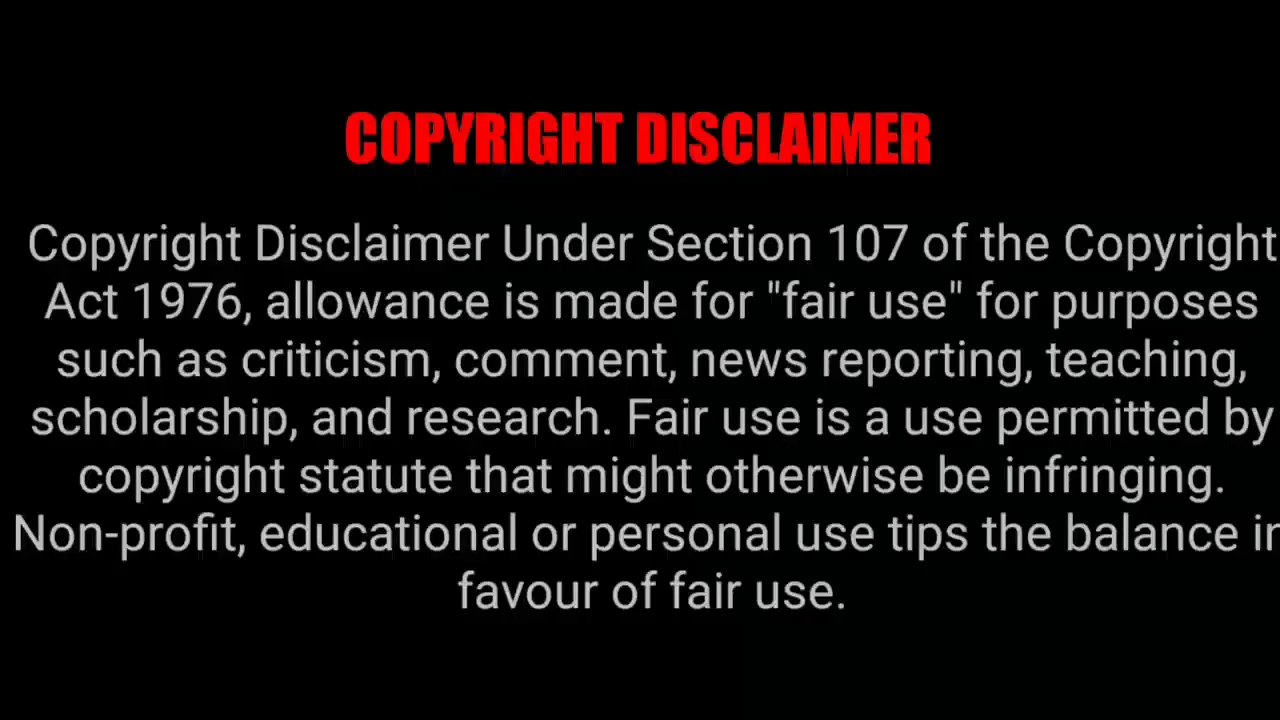 COPYRIGHT DISCLAIMER
Copyright Disclaimer Under Section 107 of the Copyright
Act 1976, allowance is made for "fair use" for purposes
such as criticism, comment, news reporting, teaching,
scholarship, and research. Fair use is a use permitted by
copyright statute that might otherwise be infringing.
Non-profit, educational or personal use tips the balance in
favour of fair use.